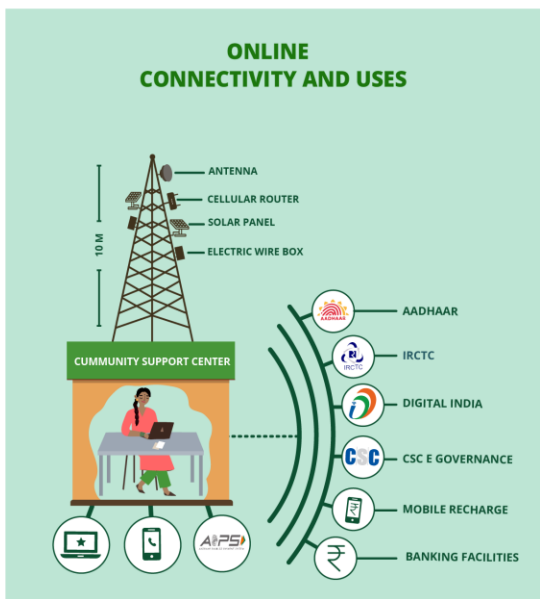 ONLINE
CONNECTIVITY AND USES
ANTENNA
CELLULAR ROUTER
SOLAR PANEL
ELECTRIC WIRE BOX
10 M
CUMMUNITY SUPPORT CENTER
AADHAAR
AADHAAR
IRCTC
IRCTC
DIGITAL INDIA
CSC
CSC E GOVERNANCE
₹
MOBILE RECHARGE
₹
BANKING FACILITIES